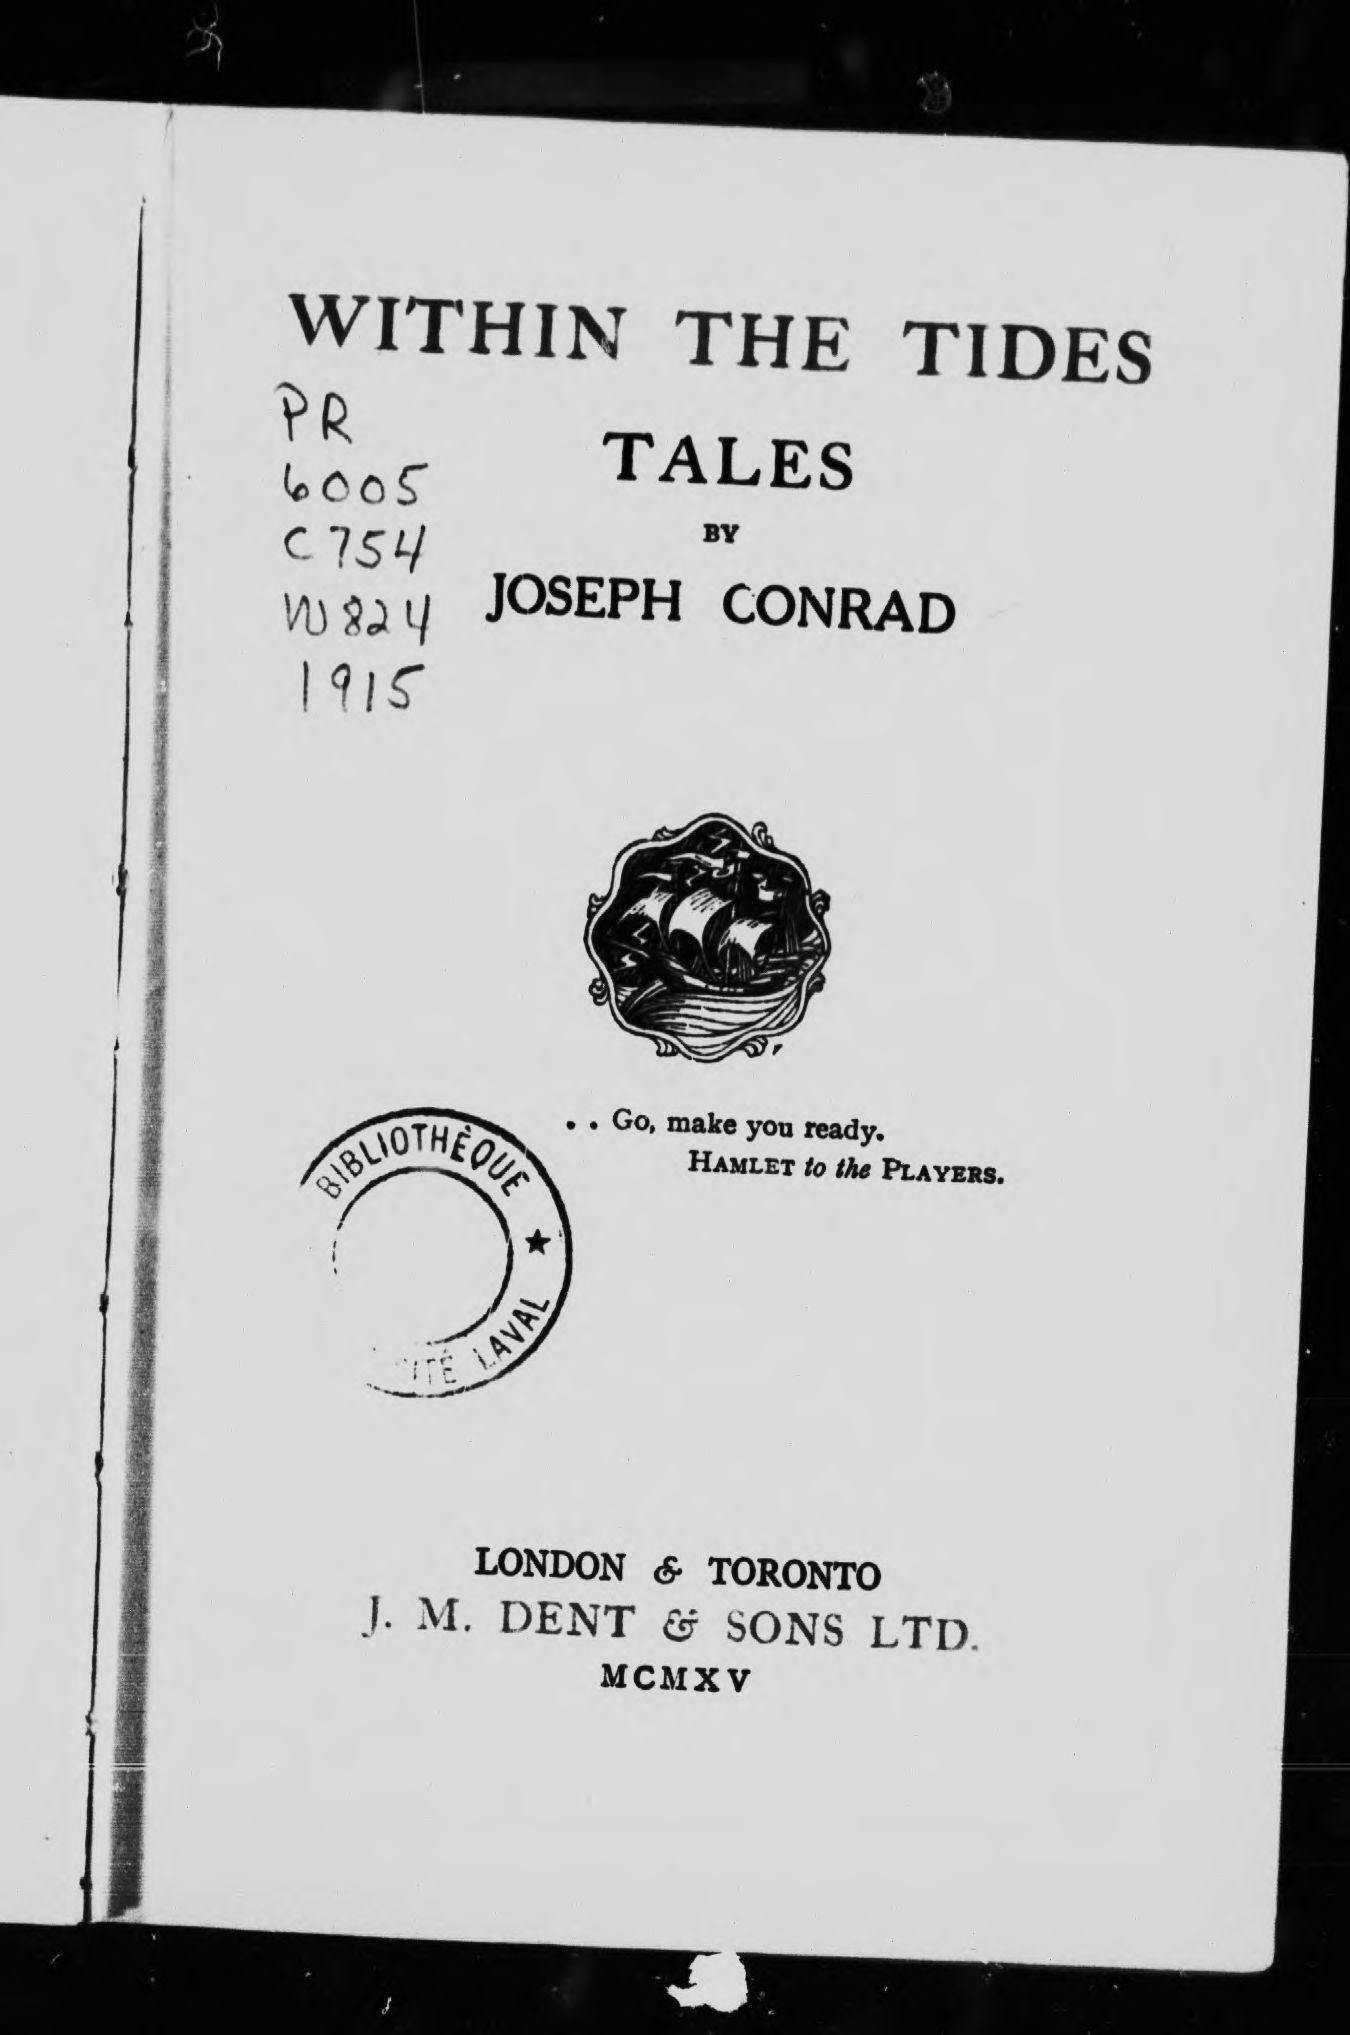 WITHIN THE TIDES
PR
6005
C754
W824
1915
TALES
BY
JOSEPH CONRAD
. . Go, make you ready.
HAMLET to the PLAYERS.
BIBLIOTHÈQUE
★
ITÉ LAVAL
LONDON & TORONTO
J. M. DENT & SONS LTD.
MCMXV